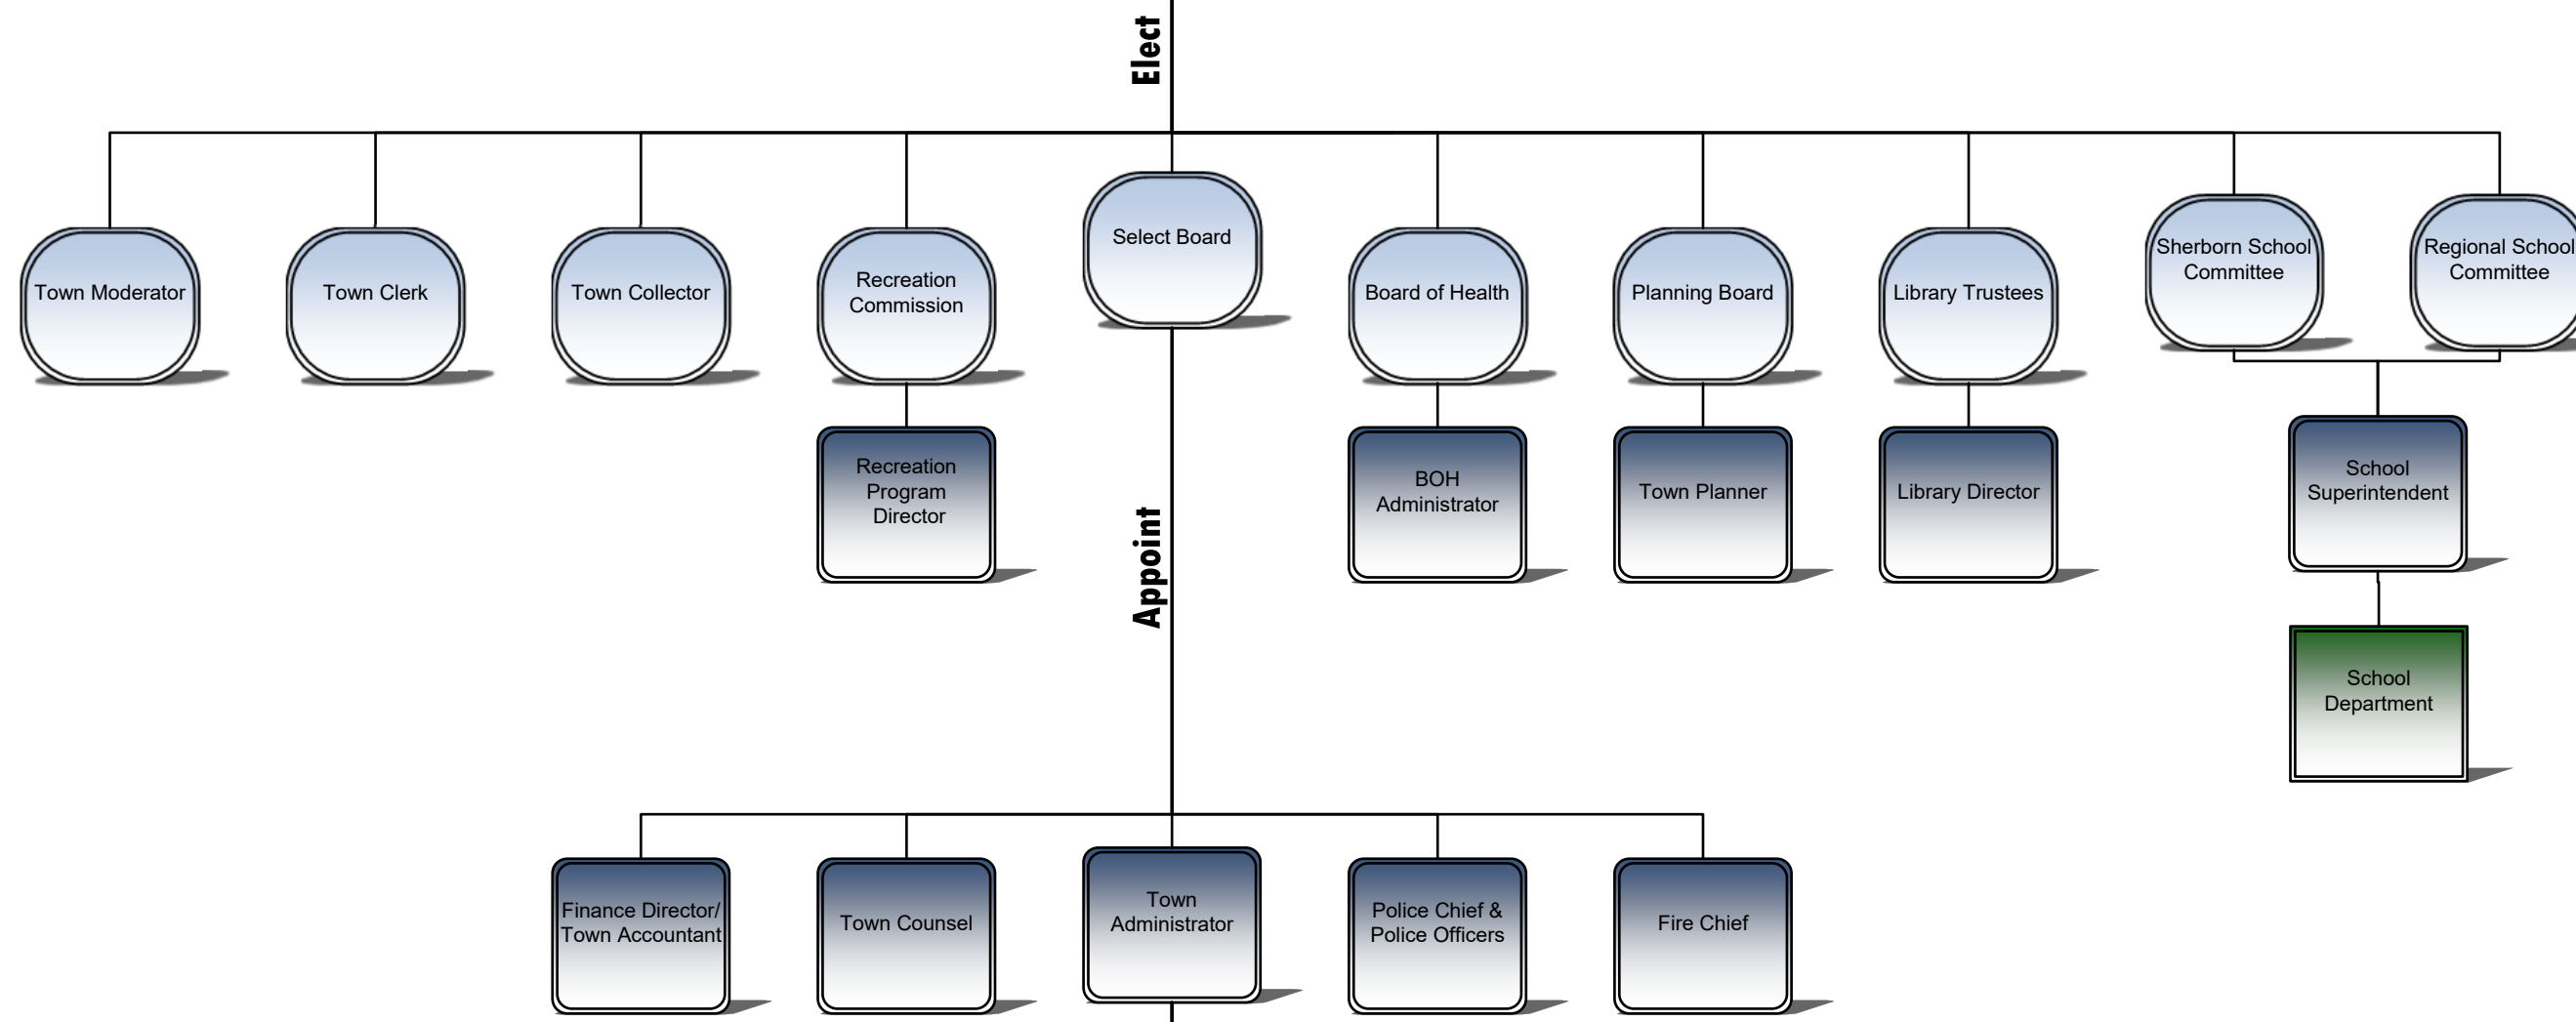 Elect
Select Board
Sherborn School
Committee
Regional School
Committee
Town Moderator
Town Clerk
Town Collector
Recreation
Commission
Board of Health
Planning Board
Library Trustees
Recreation
Program
Director
BOH
Administrator
Town Planner
Library Director
School
Superintendent
Appoint
School
Department
Finance Director/
Town Accountant
Town Counsel
Town
Administrator
Police Chief &
Police Officers
Fire Chief